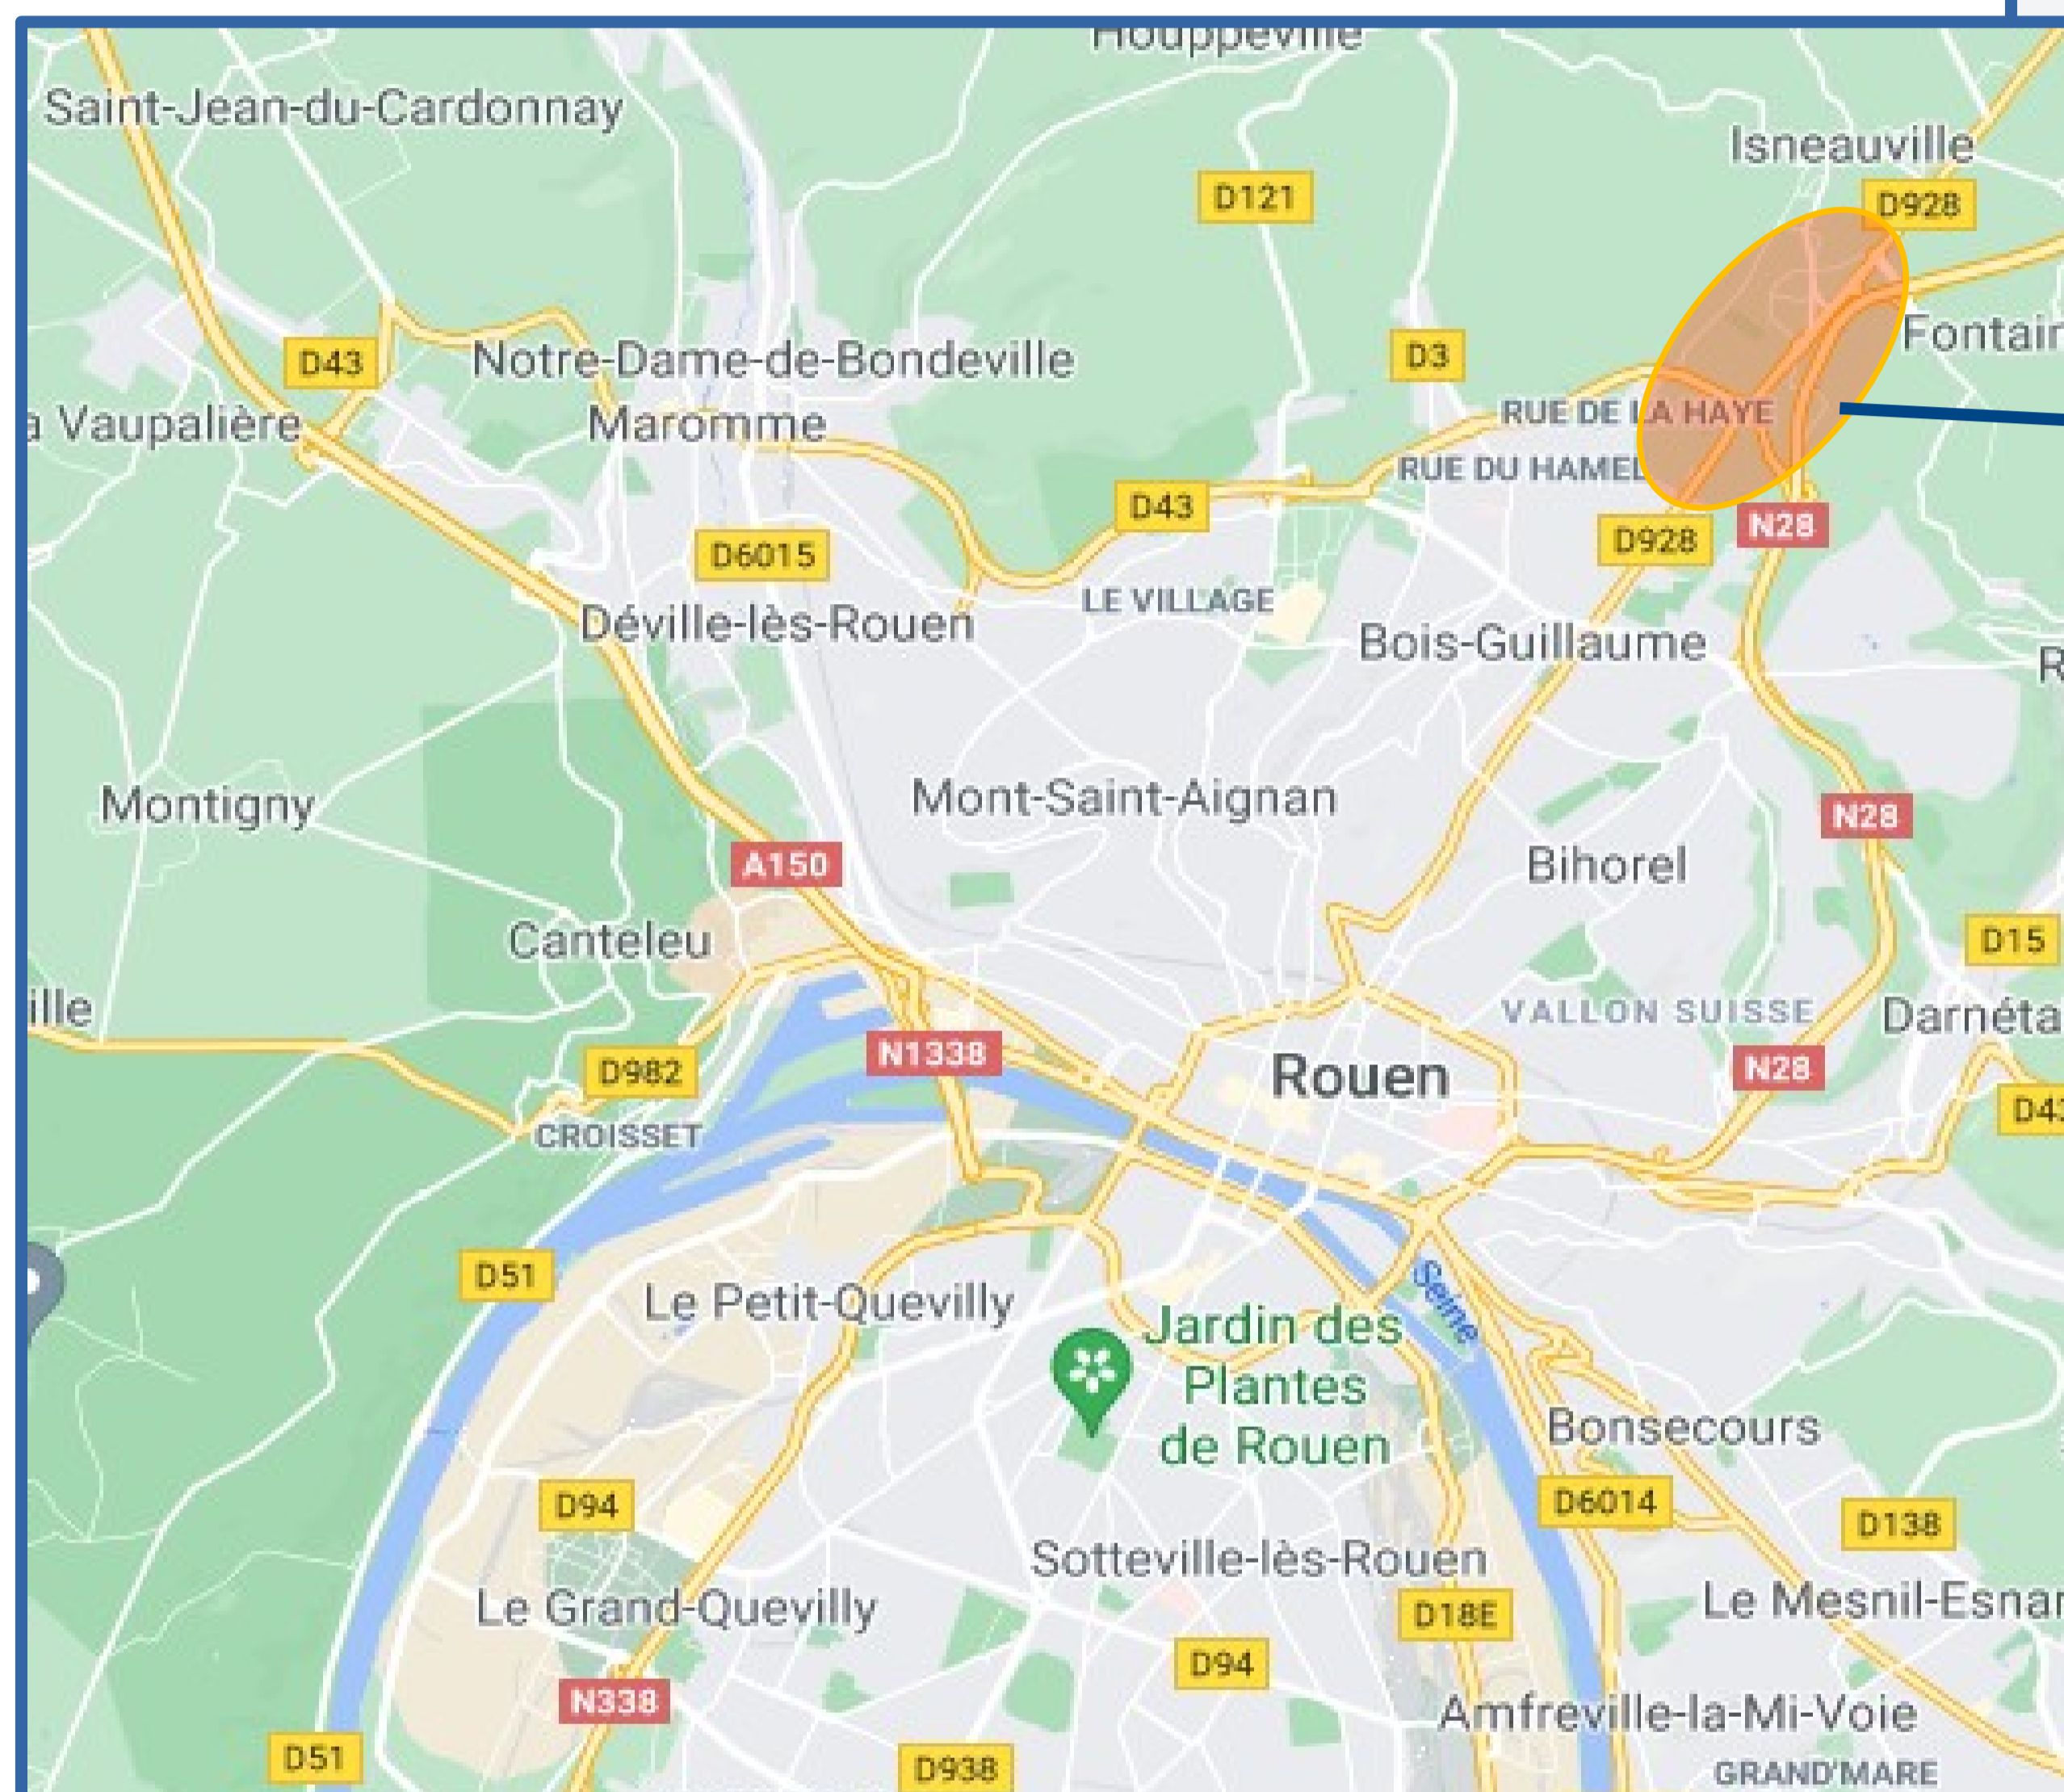 Houppeville
Saint-Jean-du-Cardonnay
Isneauville
D121
D928
Fontain
D43
Notre-Dame-de-Bondeville
D3
a Vaupalière
Maromme
RUE DE LA HAYE
RUE DU HAMEL
D43
D6015
D928
N28
LE VILLAGE
Déville-lès-Rouen
Bois-Guillaume
R
Montigny
Mont-Saint-Aignan
N28
A150
Bihorel
Canteleu
D15
ille
VALLON SUISSE
Darnéta
N1338
D982
Rouen
N28
D43
CROISSET
D51
Le Petit-Quevilly
Seine
Jardin des
Plantes
de Rouen
Bonsecours
D94
D6014
D138
Sotteville-lès-Rouen
Le Grand-Quevilly
D18E
Le Mesnil-Esnar
D94
N338
Amfreville-la-Mi-Voie
D51
D938
GRAND'MARE